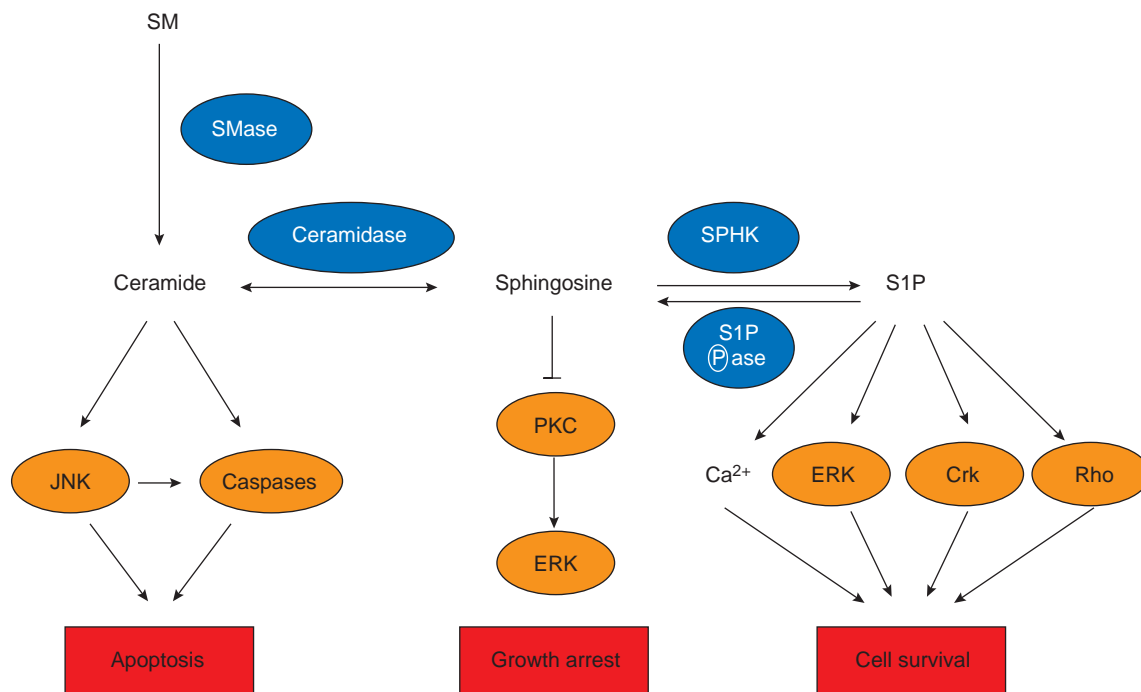 SM
SMase
Ceramidase
SPHK
Ceramide
Sphingosine
S1P
S1P
Pase
PKC
JNK
Caspases
Ca²⁺
ERK
Crk
Rho
ERK
Apoptosis
Growth arrest
Cell survival